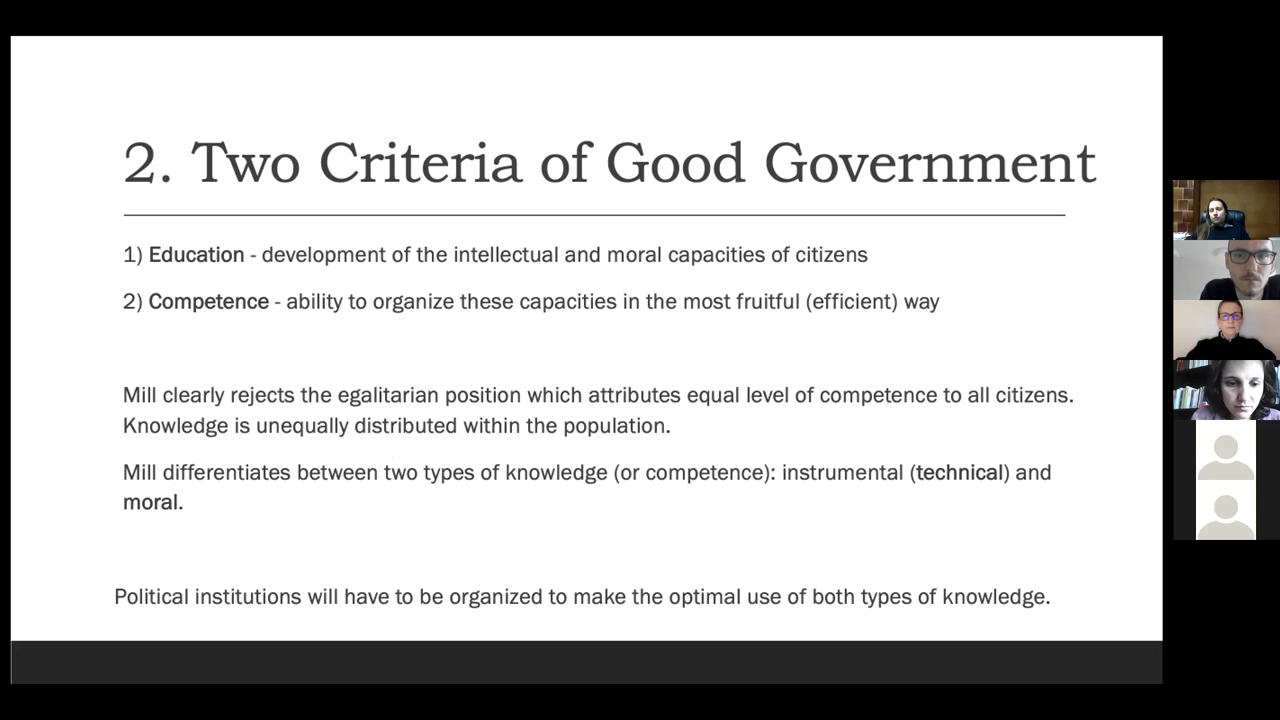 2. Two Criteria of Good Government
1) Education - development of the intellectual and moral capacities of citizens
2) Competence - ability to organize these capacities in the most fruitful (efficient) way
Mill clearly rejects the egalitarian position which attributes equal level of competence to all citizens.
Knowledge is unequally distributed within the population.
Mill differentiates between two types of knowledge (or competence): instrumental (technical) and
moral.
Political institutions will have to be organized to make the optimal use of both types of knowledge.